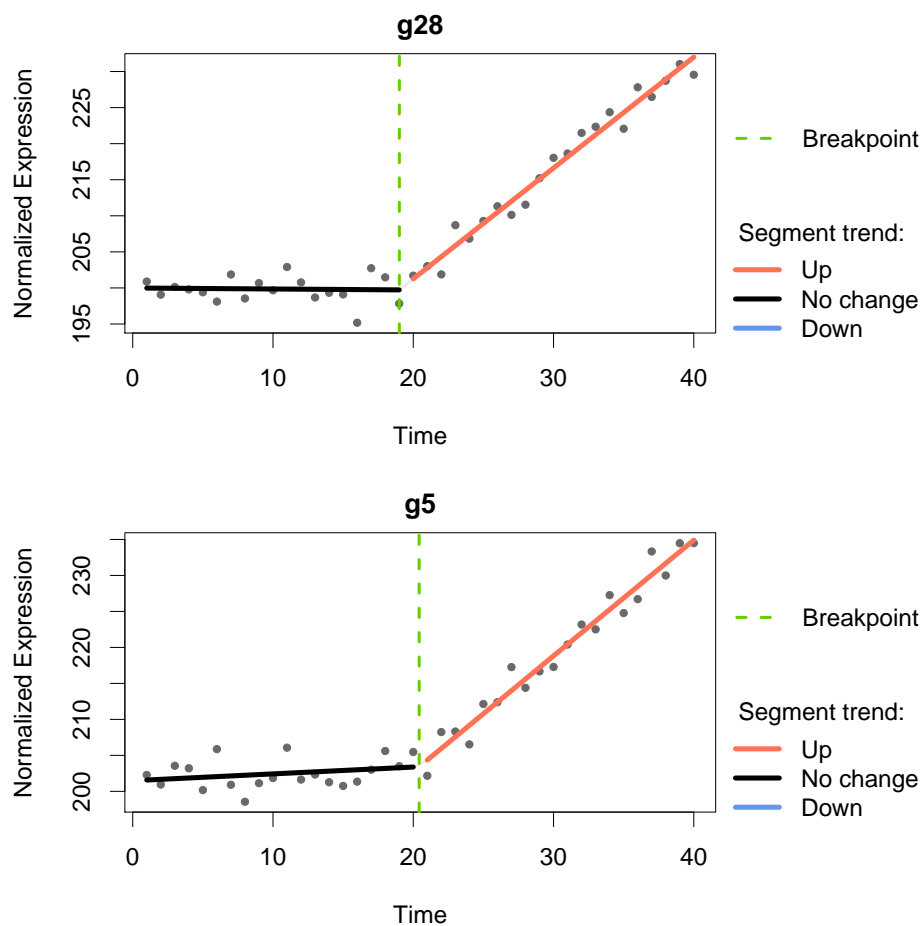 g28
Normalized Expression
225
215
205
195
0 10 20 30 40
Time
Breakpoint
Segment trend:
Up
No change
Down
g5
Normalized Expression
230
220
210
200
0 10 20 30 40
Time
Breakpoint
Segment trend:
Up
No change
Down